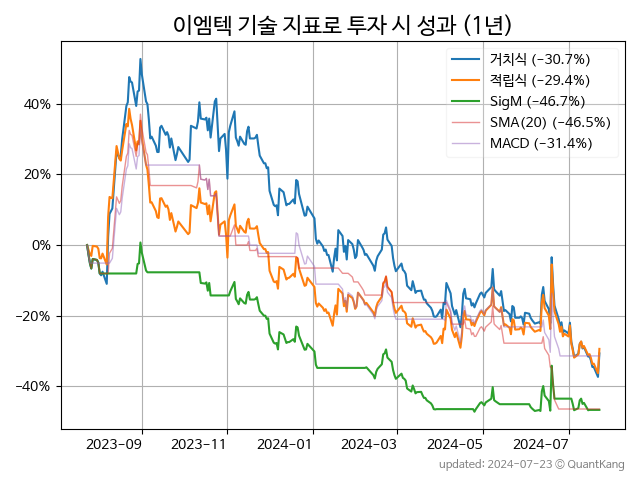 이엠텍 기술 지표로 투자 시 성과 (1년)
거치식 (−30.7%)
적립식 (−29.4%)
SigM (−46.7%)
SMA(20) (−46.5%)
MACD (−31.4%)
40%
20%
0%
−20%
−40%
2023-09 2023-11 2024-01 2024-03 2024-05 2024-07
updated: 2024-07-23 © QuantKang